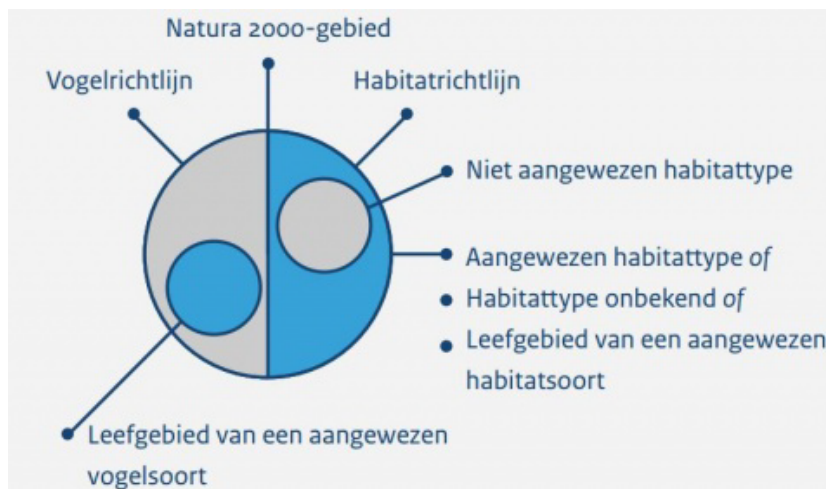 Natura 2000-gebied
Vogelrichtlijn
Habitatrichtlijn
Niet aangewezen habitattype
Aangewezen habitattype of
Habitattype onbekend of
Leefgebied van een aangewezen
habitatsoort
Leefgebied van een aangewezen
vogelsoort